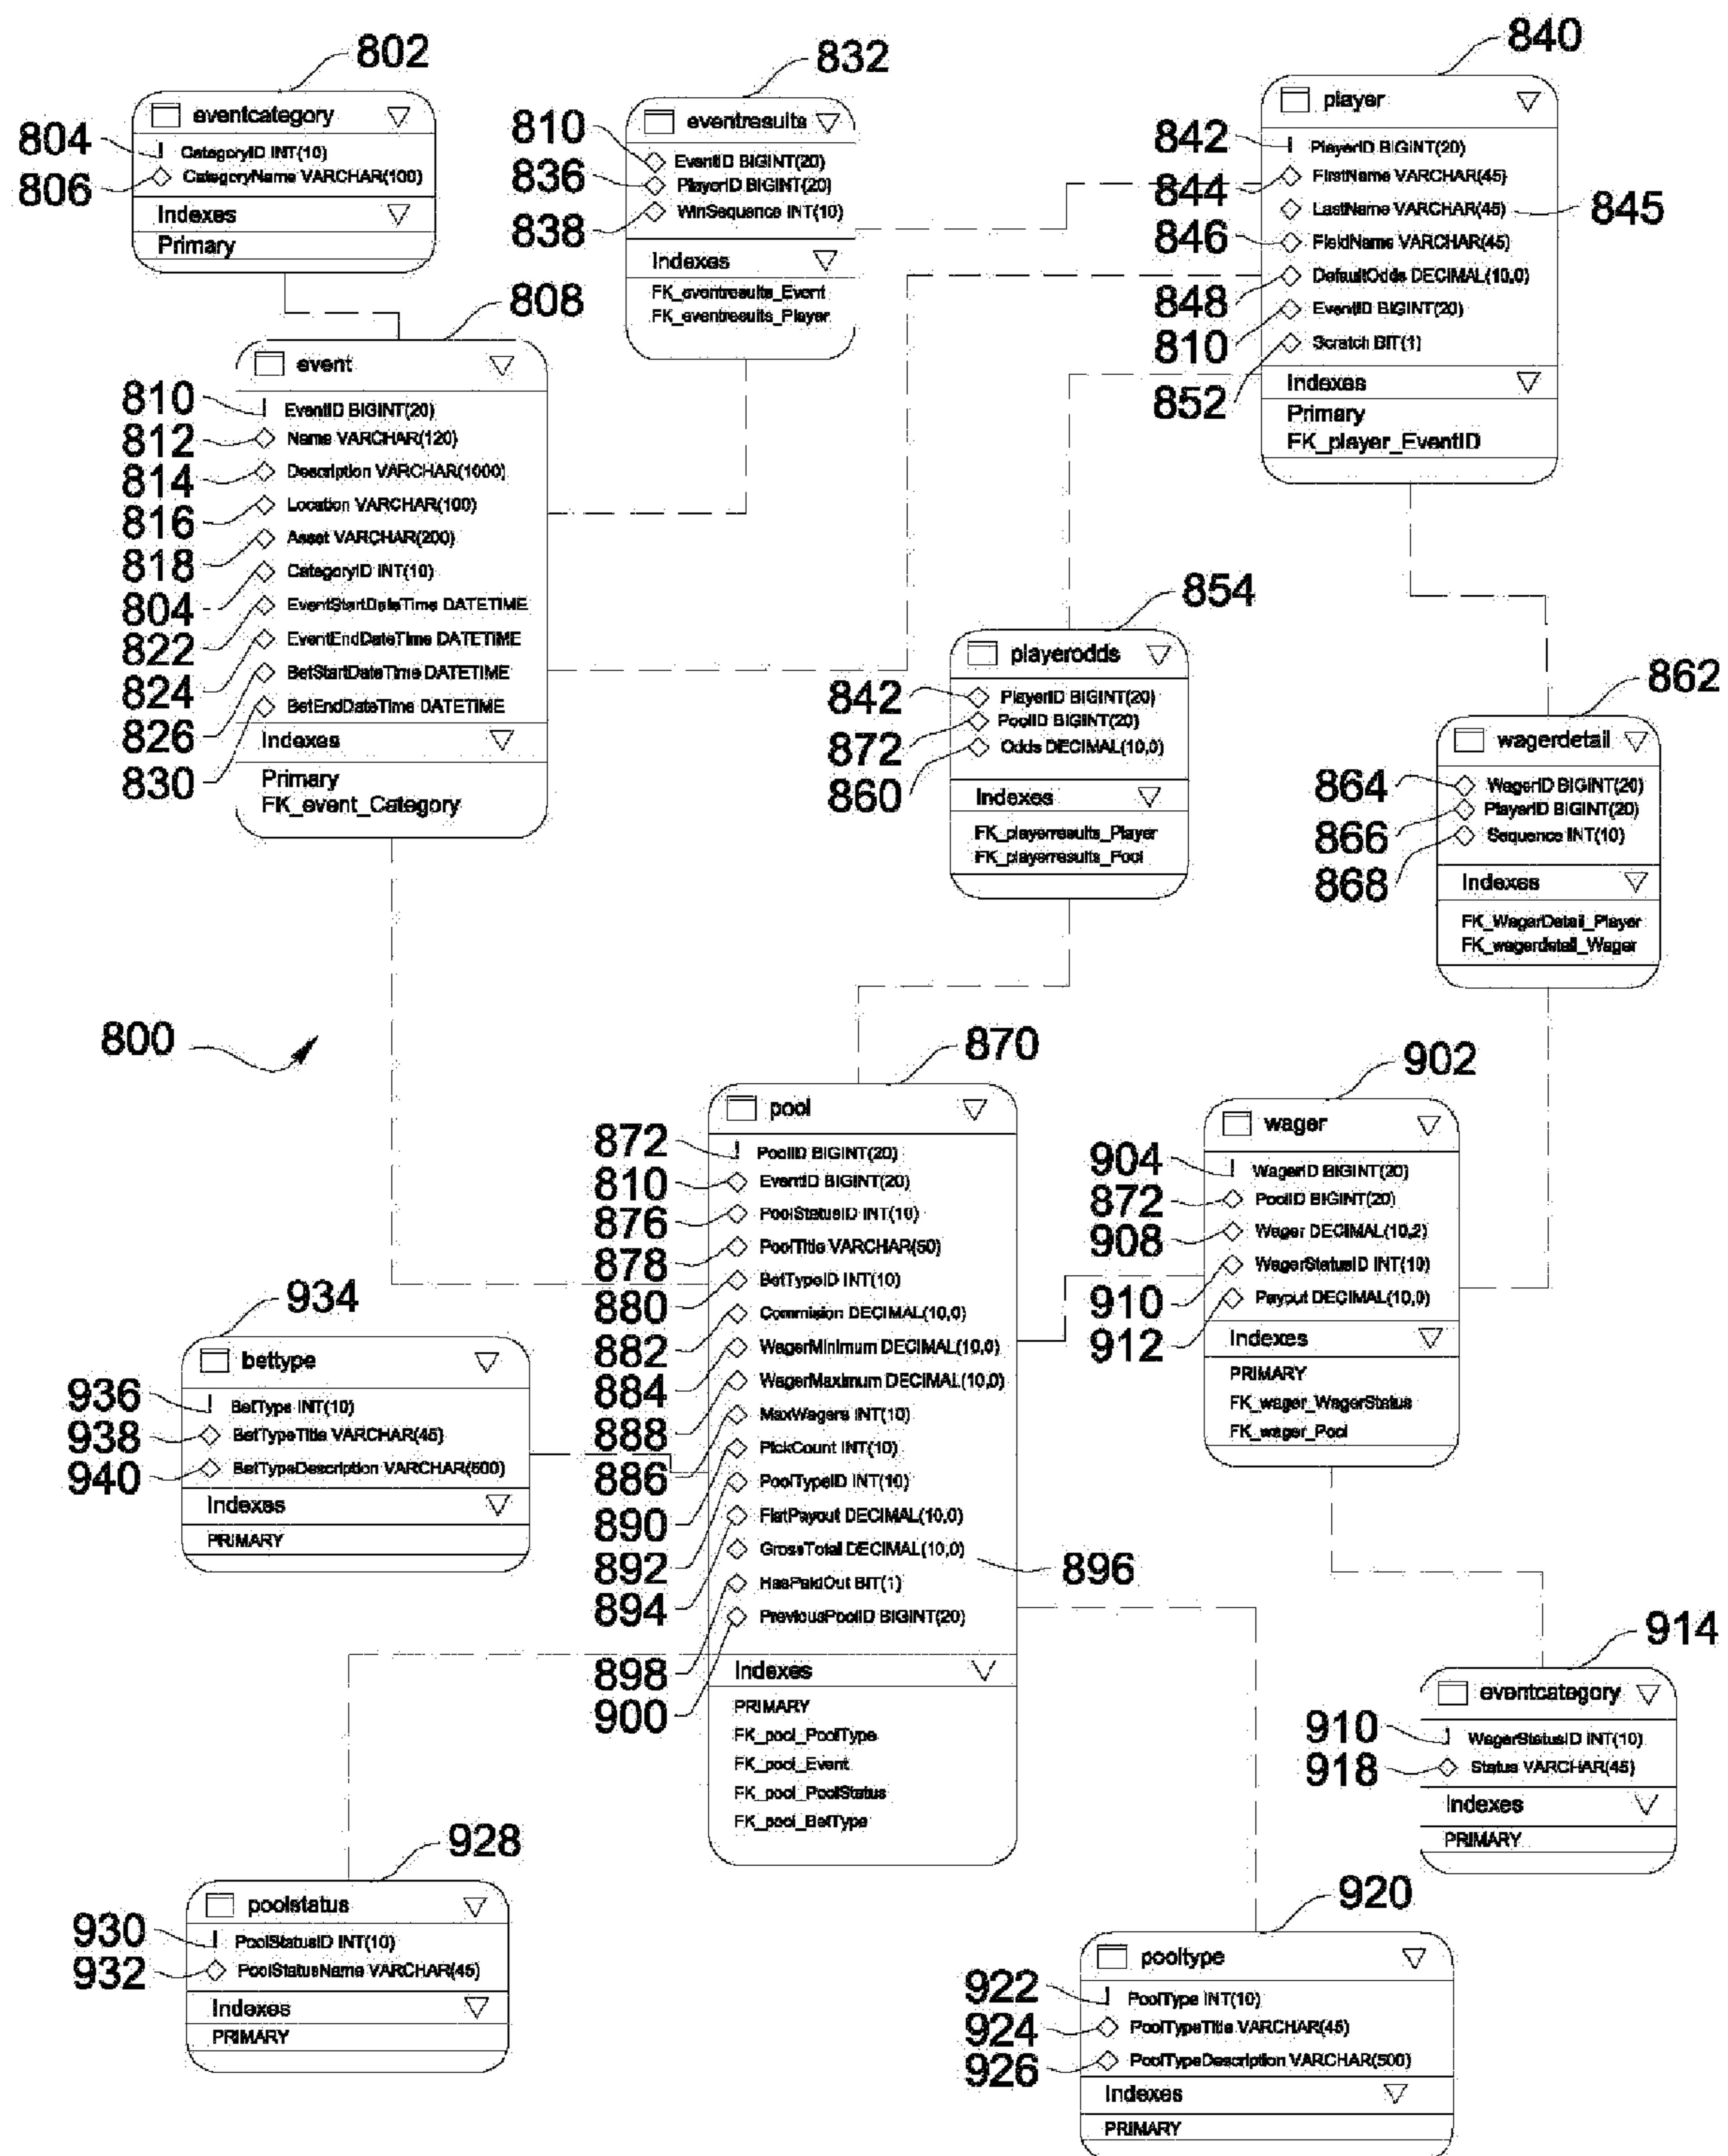 802
eventcategory
804
CategoryID INT(10)
806
CategoryName VARCHAR(100)
Indexes
Primary
832
eventresults
810
EventID BIGINT(20)
836
PlayerID BIGINT(20)
838
WinSequence INT(10)
Indexes
FK_eventresults_Event
FK_eventresults_Player
840
player
842
PlayerID BIGINT(20)
844
FirstName VARCHAR(45)
LastName VARCHAR(45)
845
846
FieldName VARCHAR(45)
848
DefaultOdds DECIMAL(10,0)
810
EventID BIGINT(20)
852
Scratch BIT(1)
Indexes
Primary
FK_player_EventID
808
event
810
EventID BIGINT(20)
812
Name VARCHAR(120)
814
Description VARCHAR(1000)
816
Location VARCHAR(100)
818
Asset VARCHAR(200)
804
CategoryID INT(10)
822
EventStartDateTime DATETIME
824
EventEndDateTime DATETIME
826
BetStartDateTime DATETIME
830
BetEndDateTime DATETIME
Indexes
Primary
FK_event_Category
854
playerodds
842
PlayerID BIGINT(20)
872
PoolID BIGINT(20)
860
Odds DECIMAL(10,0)
Indexes
FK_playerresults_Player
FK_playerresults_Pool
862
wagerdetail
864
WagerID BIGINT(20)
866
PlayerID BIGINT(20)
868
Sequence INT(10)
Indexes
FK_WagerDetail_Player
FK_wagerdetail_Wager
800
870
pool
872
PoolID BIGINT(20)
810
EventID BIGINT(20)
876
PoolStatusID INT(10)
878
PoolTitle VARCHAR(50)
880
BetTypeID INT(10)
882
Commision DECIMAL(10,0)
884
WagerMinimum DECIMAL(10,0)
888
WagerMaximum DECIMAL(10,0)
886
MaxWagers INT(10)
890
PickCount INT(10)
892
PoolTypeID INT(10)
894
FlatPayout DECIMAL(10,0)
GrossTotal DECIMAL(10,0)
896
898
HasPaidOut BIT(1)
900
PreviousPoolID BIGINT(20)
Indexes
PRIMARY
FK_pool_PoolType
FK_pool_Event
FK_pool_PoolStatus
FK_pool_BetType
902
wager
904
WagerID BIGINT(20)
872
PoolID BIGINT(20)
908
Wager DECIMAL(10,2)
910
WagerStatusID INT(10)
912
Payout DECIMAL(10,0)
Indexes
PRIMARY
FK_wager_WagerStatus
FK_wager_Pool
934
bettype
936
BetType INT(10)
938
BetTypeTitle VARCHAR(45)
940
BetTypeDescription VARCHAR(500)
Indexes
PRIMARY
914
eventcategory
910
WagerStatusID INT(10)
918
Status VARCHAR(45)
Indexes
PRIMARY
928
poolstatus
930
PoolStatusID INT(10)
932
PoolStatusName VARCHAR(45)
Indexes
PRIMARY
920
pooltype
922
PoolType INT(10)
924
PoolTypeTitle VARCHAR(45)
926
PoolTypeDescription VARCHAR(500)
Indexes
PRIMARY